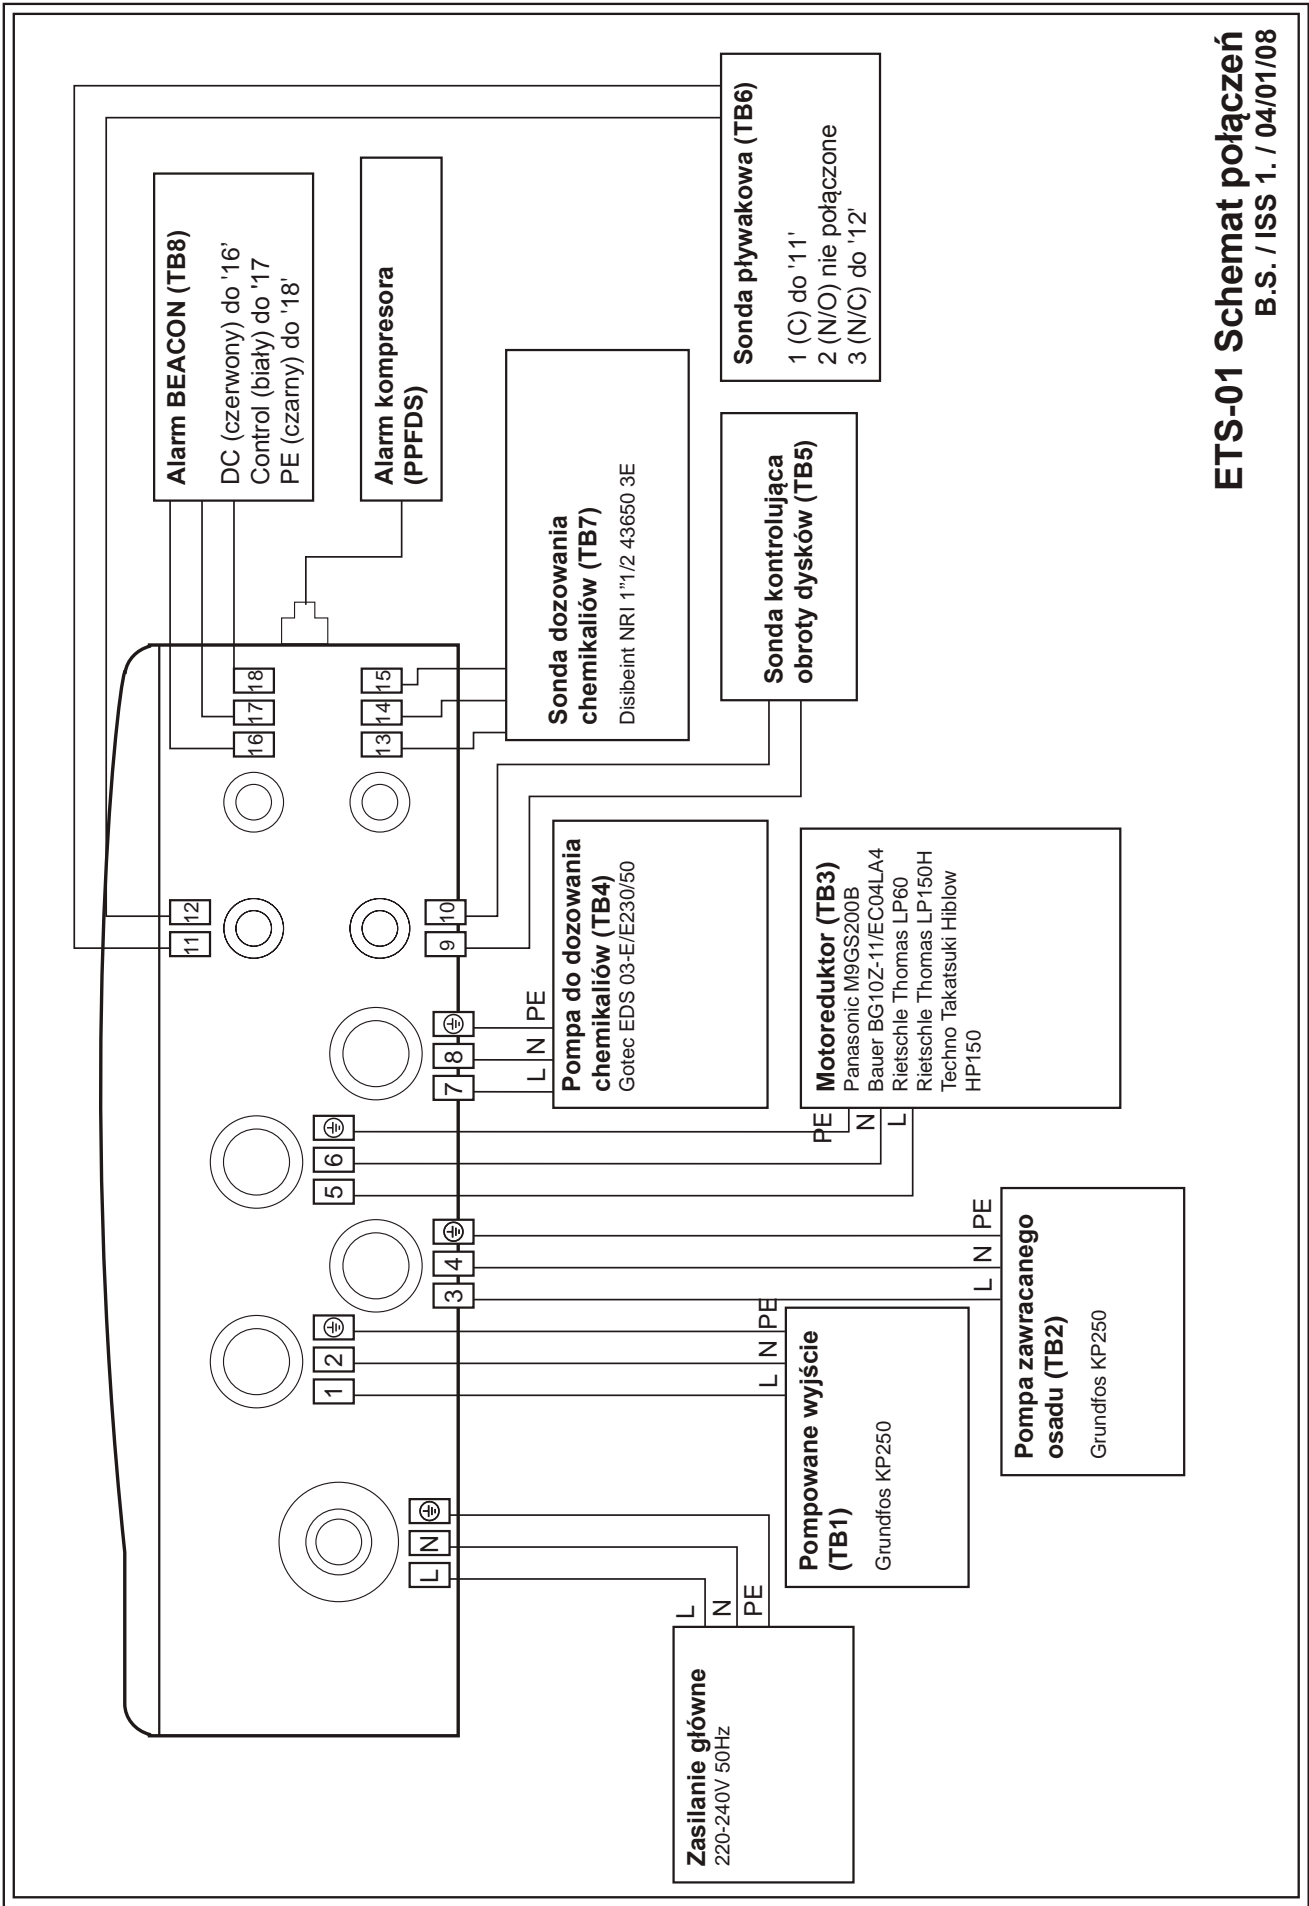 Zasilanie główne
220-240V 50Hz
L
N
PE
L
N
1
2
3
4
5
6
7
8
9
10
11
12
13
14
15
16
17
18
Pompowane wyjście
(TB1)
Grundfos KP250
L N PE
Pompa zawracanego
osadu (TB2)
Grundfos KP250
L N PE
Motoreduktor (TB3)
Panasonic M9GS200B
Bauer BG10Z-11/EC04LA4
Rietschle Thomas LP60
Rietschle Thomas LP150H
Techno Takatsuki Hiblow
HP150
PE
N
L
Pompa do dozowania
chemikaliów (TB4)
Gotec EDS 03-E/E230/50
L N PE
Sonda kontrolująca
obroty dysków (TB5)
Sonda dozowania
chemikaliów (TB7)
Disibeint NRI 1"1/2 43650 3E
Alarm BEACON (TB8)
DC (czerwony) do '16'
Control (biały) do '17
PE (czarny) do '18'
Alarm kompresora
(PPFDS)
Sonda pływakowa (TB6)
1 (C) do '11'
2 (N/O) nie połączone
3 (N/C) do '12'
ETS-01 Schemat połączeń
B.S. / ISS 1. / 04/01/08